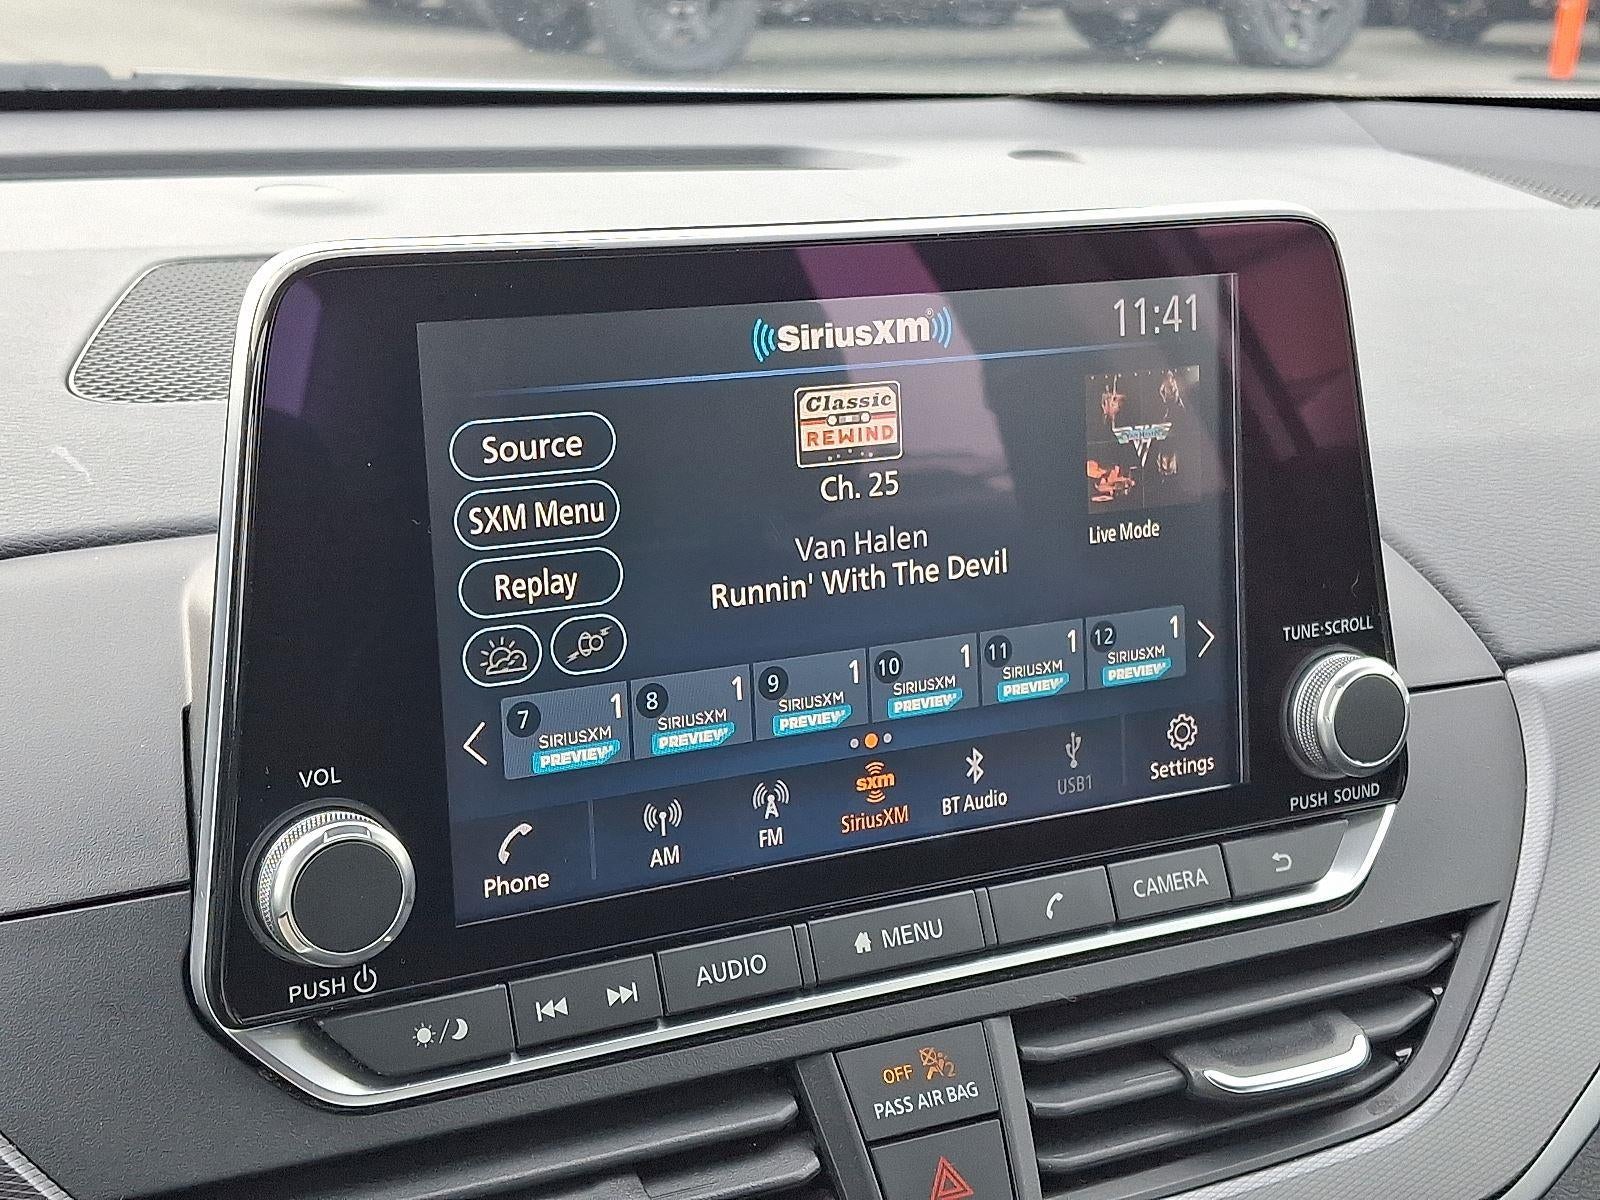 SiriusXM
11:41
Classic
REWIND
Ch. 25
Source
SXM Menu
Replay
Live Mode
Van Halen
Runnin' With The Devil
7 1 SIRIUSXM PREVIEW
8 1 SIRIUSXM PREVIEW
9 1 SIRIUSXM PREVIEW
10 1 SIRIUSXM PREVIEW
11 1 SIRIUSXM PREVIEW
12 1 SIRIUSXM PREVIEW
Phone
AM
FM
sxm
SiriusXM
BT Audio
USB1
Settings
VOL
PUSH
TUNE·SCROLL
PUSH SOUND
AUDIO
MENU
CAMERA
OFF 2
PASS AIR BAG